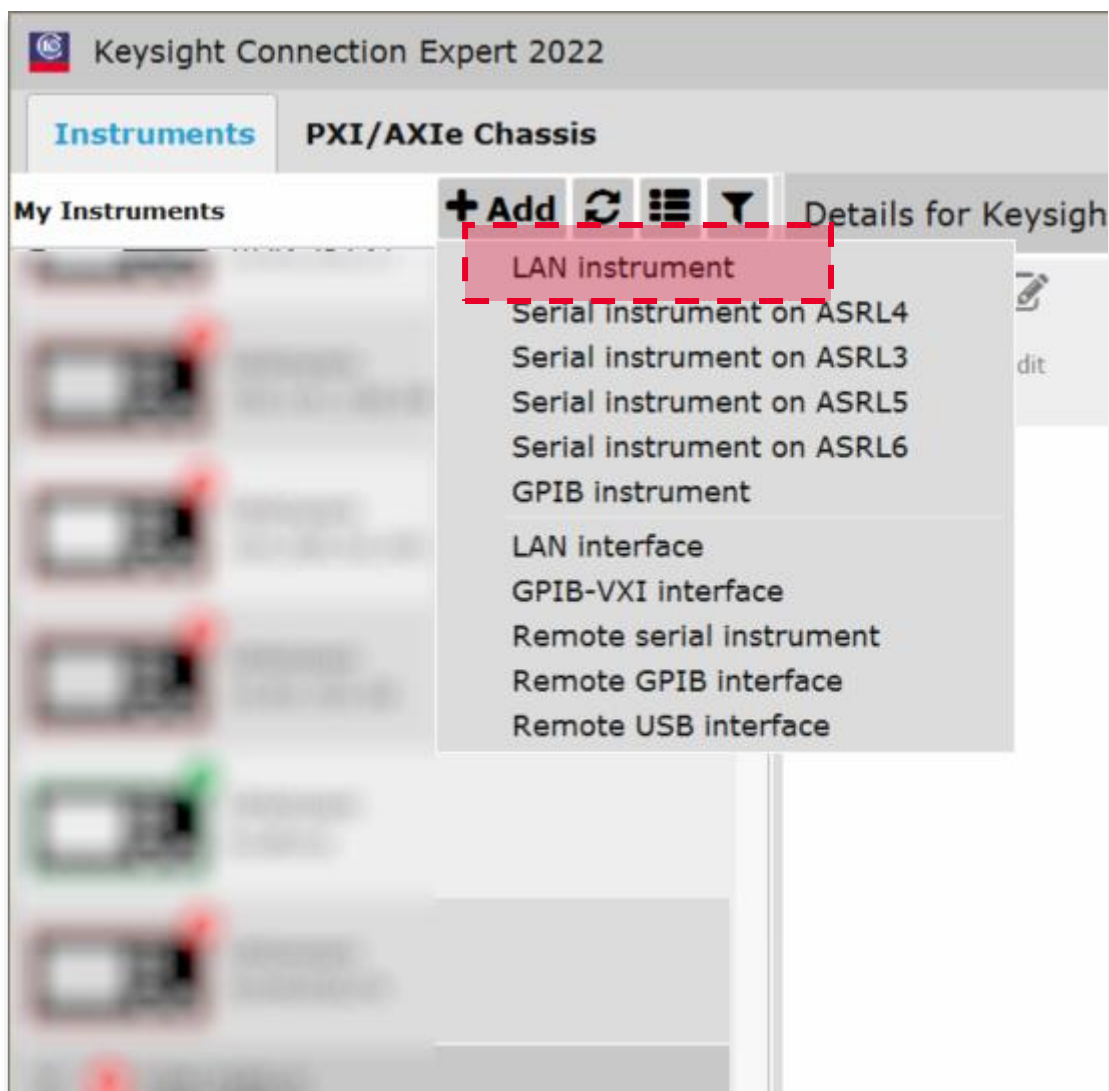 Keysight Connection Expert 2022
Instruments PXI/AXIe Chassis
My Instruments
Add
Details for Keysigh
LAN instrument
Serial instrument on ASRL4
Serial instrument on ASRL3
dit
Serial instrument on ASRL5
Serial instrument on ASRL6
GPIB instrument
LAN interface
GPIB-VXI interface
Remote serial instrument
Remote GPIB interface
Remote USB interface